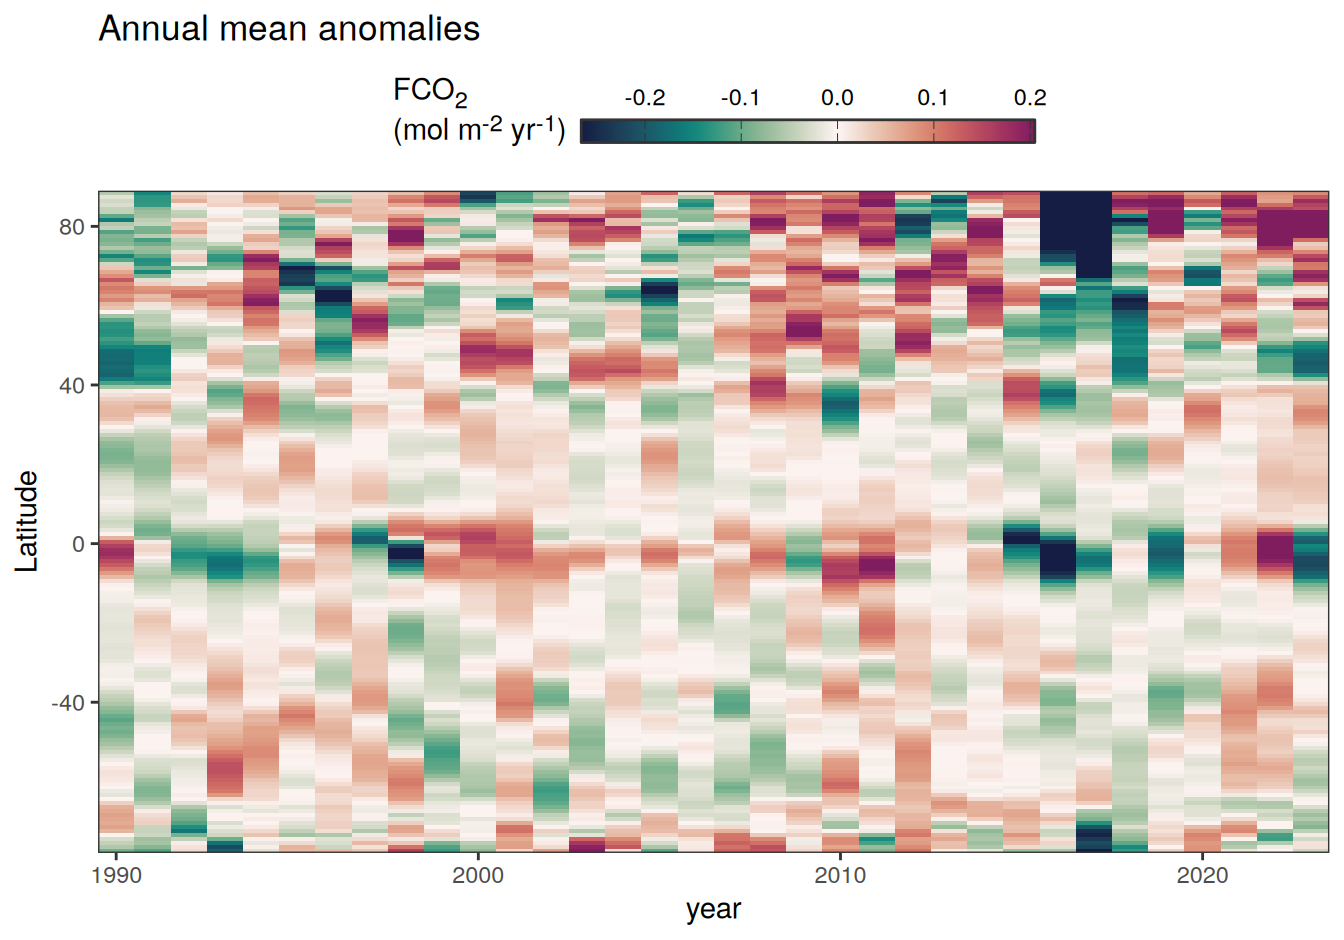 Annual mean anomalies
FCO₂
(mol m⁻² yr⁻¹)
-0.2 -0.1 0.0 0.1 0.2
Latitude
80
40
0
-40
1990 2000 2010 2020
year